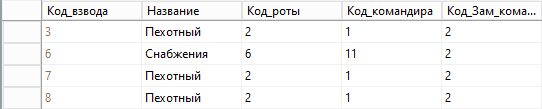 Код_взвода Название Код_роты Код_командира Код_Зам_кома...
3 Пехотный 2 1 2
6 Снабжения 6 11 2
7 Пехотный 2 1 2
8 Пехотный 2 1 2